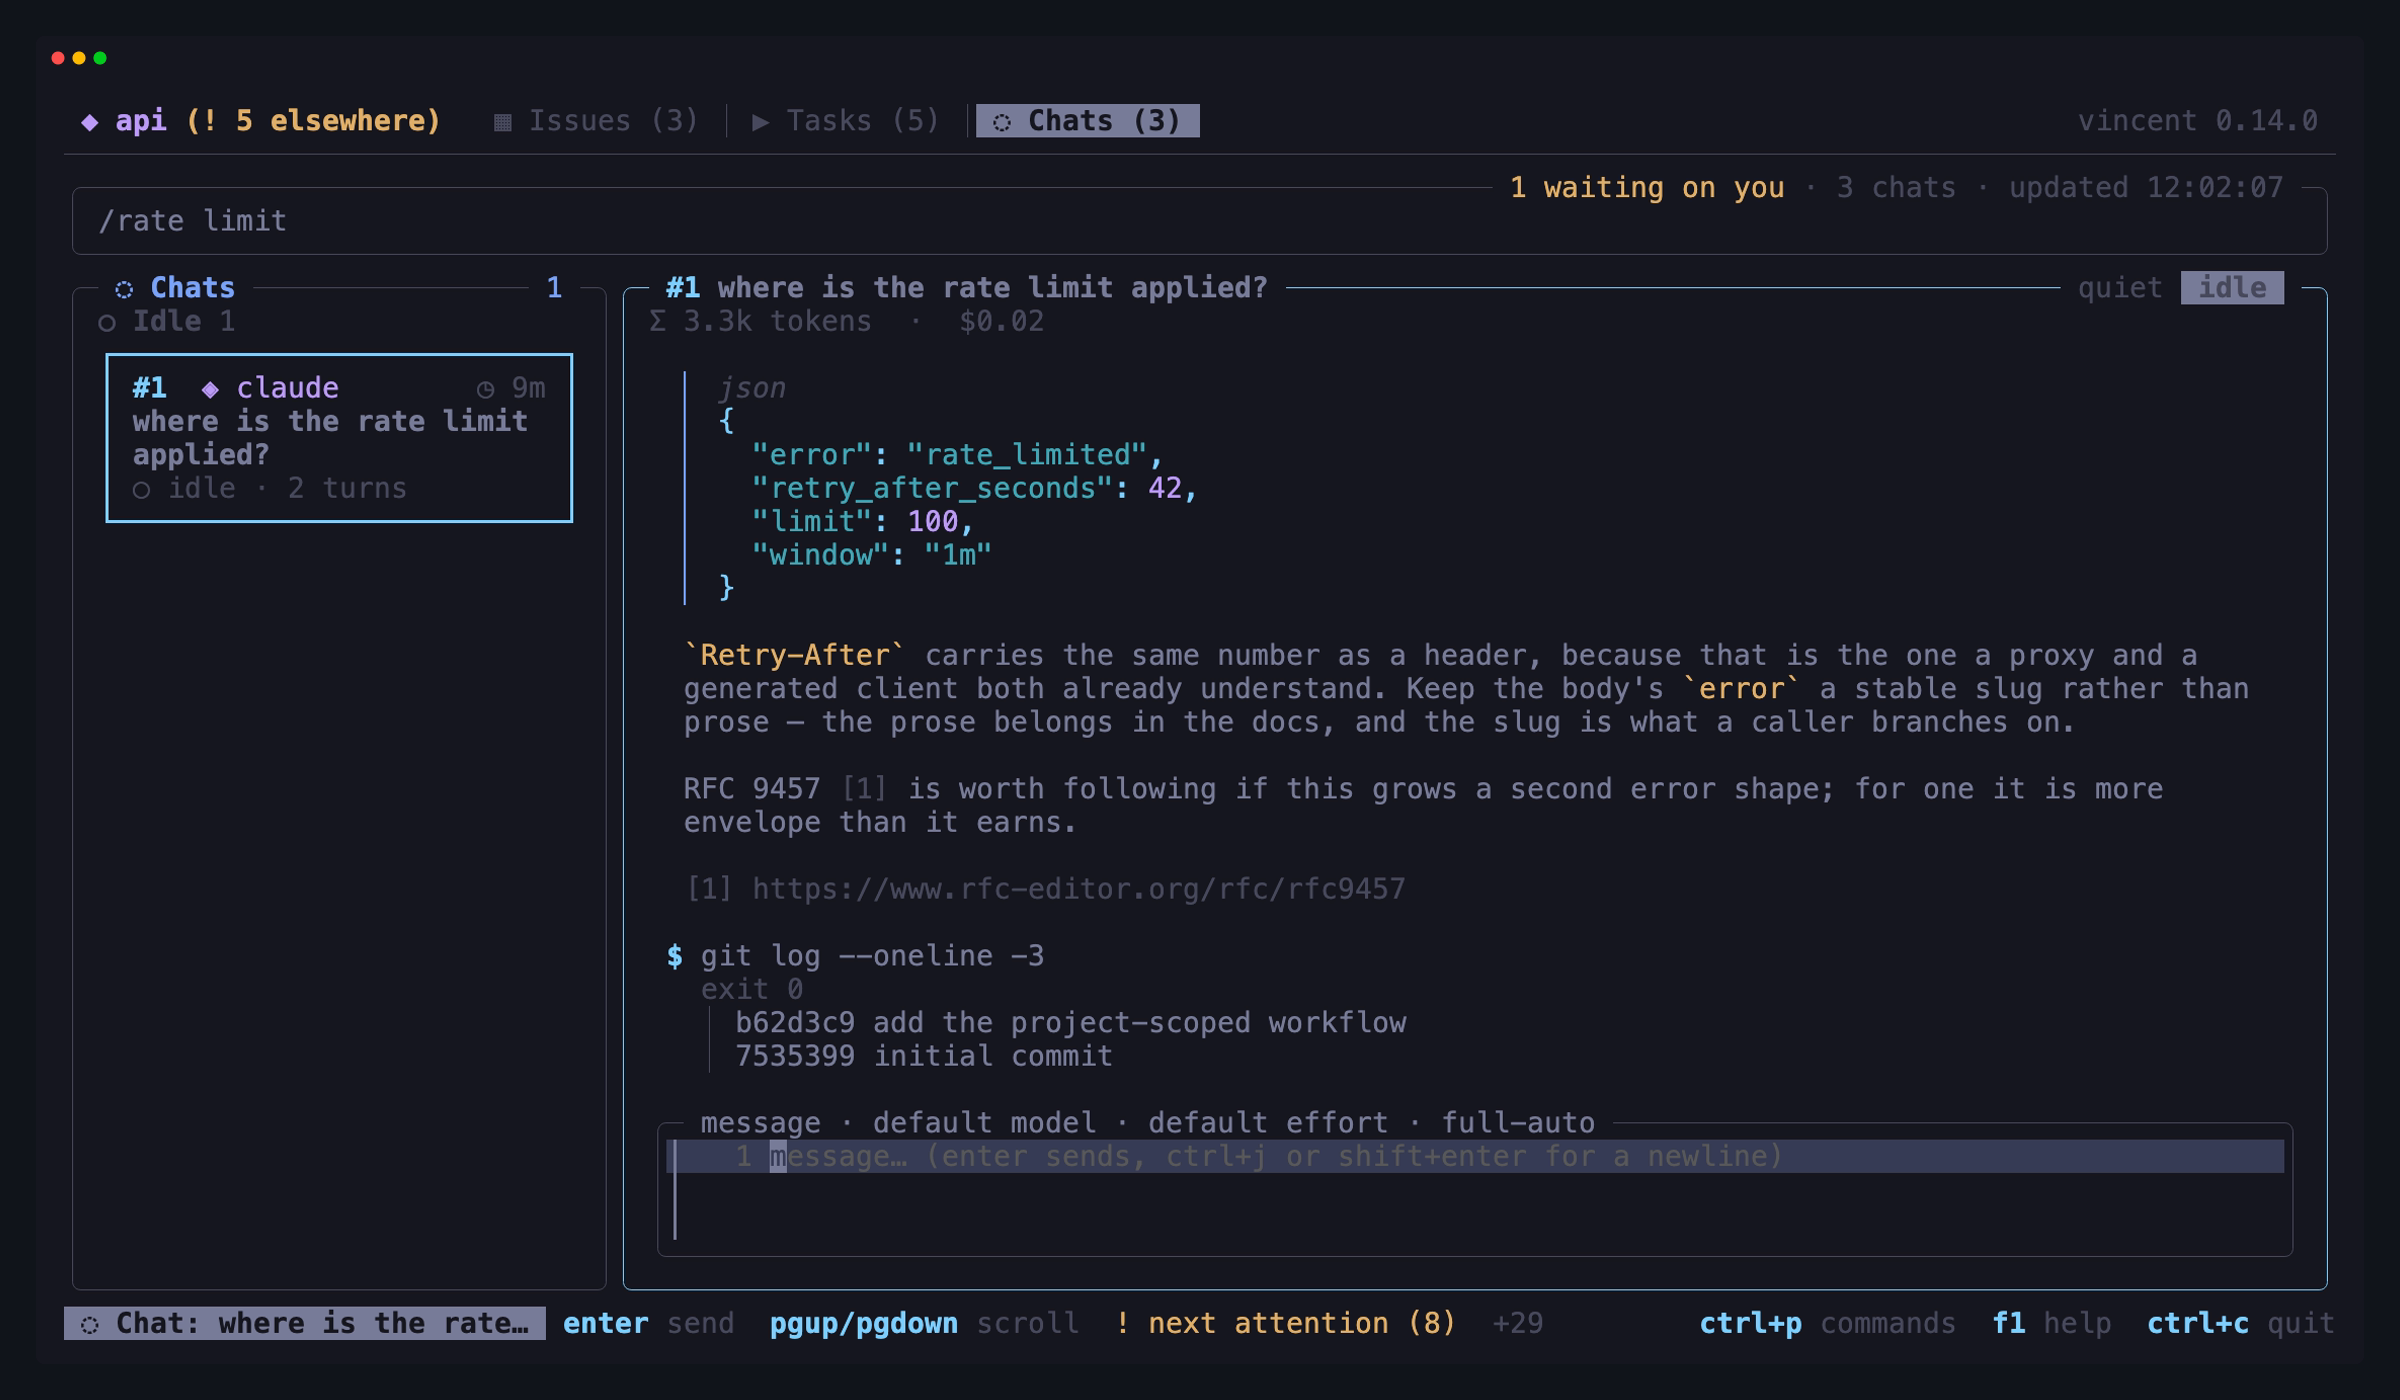 ◆ api (! 5 elsewhere) ▦ Issues (3) ▶ Tasks (5) ◌ Chats (3) vincent 0.14.0
1 waiting on you · 3 chats · updated 12:02:07
/rate limit
◌ Chats 1
○ Idle 1
#1 ◈ claude ◷ 9m
where is the rate limit
applied?
○ idle · 2 turns
#1 where is the rate limit applied? quiet idle
Σ 3.3k tokens · $0.02
json
{
"error": "rate_limited",
"retry_after_seconds": 42,
"limit": 100,
"window": "1m"
}
`Retry-After` carries the same number as a header, because that is the one a proxy and a
generated client both already understand. Keep the body's `error` a stable slug rather than
prose — the prose belongs in the docs, and the slug is what a caller branches on.
RFC 9457 [1] is worth following if this grows a second error shape; for one it is more
envelope than it earns.
[1] https://www.rfc-editor.org/rfc/rfc9457
$ git log --oneline -3
exit 0
b62d3c9 add the project-scoped workflow
7535399 initial commit
message · default model · default effort · full-auto
1 message… (enter sends, ctrl+j or shift+enter for a newline)
◌ Chat: where is the rate… enter send pgup/pgdown scroll ! next attention (8) +29 ctrl+p commands f1 help ctrl+c quit